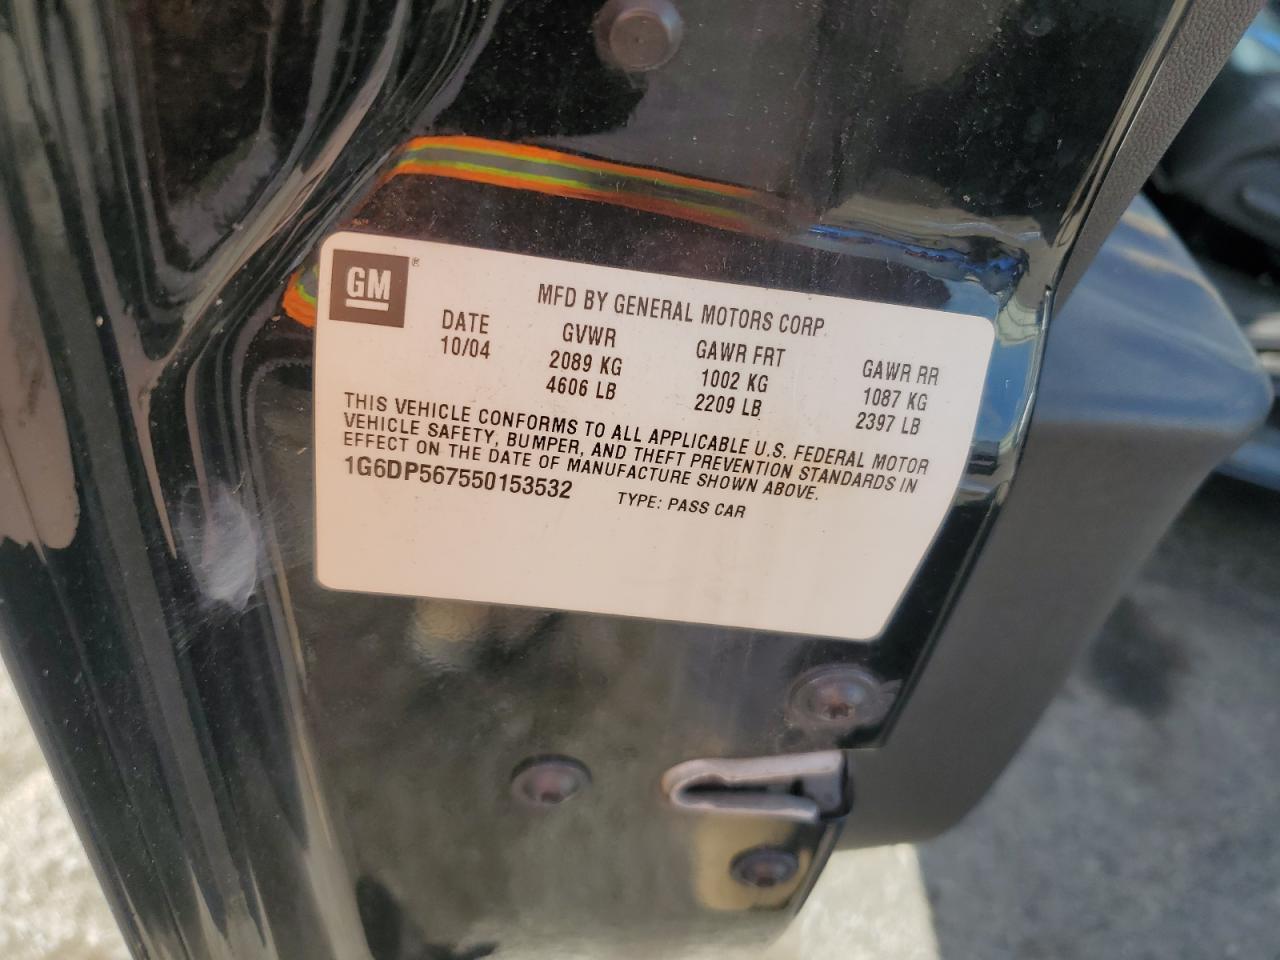 GM®
MFD BY GENERAL MOTORS CORP
DATE GVWR GAWR FRT GAWR RR
10/04 2089 KG 1002 KG 1087 KG
4606 LB 2209 LB 2397 LB
THIS VEHICLE CONFORMS TO ALL APPLICABLE U.S. FEDERAL MOTOR
VEHICLE SAFETY, BUMPER, AND THEFT PREVENTION STANDARDS IN
EFFECT ON THE DATE OF MANUFACTURE SHOWN ABOVE.
1G6DP567550153532 TYPE: PASS CAR